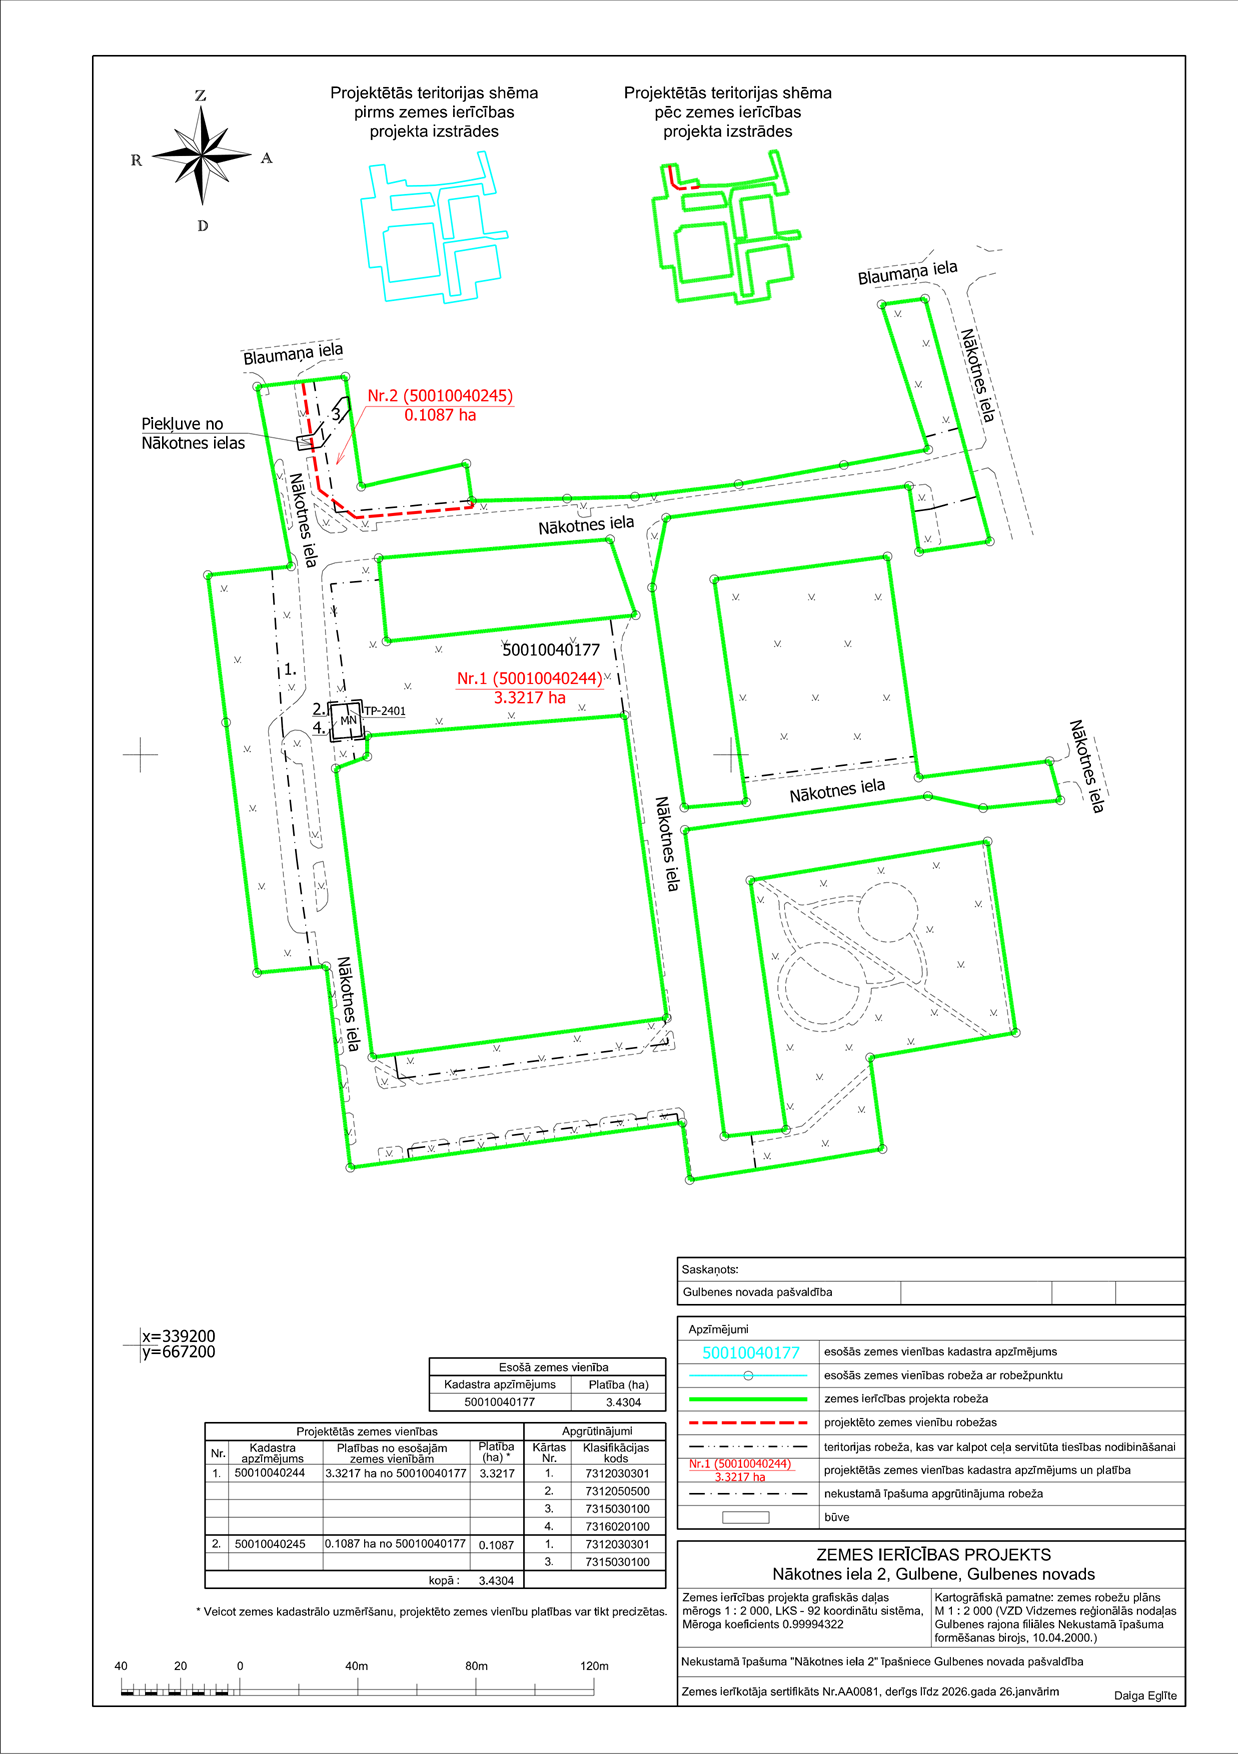 Z
R
A
D
Projektētās teritorijas shēma
pirms zemes ierīcības
projekta izstrādes
Projektētās teritorijas shēma
pēc zemes ierīcības
projekta izstrādes
Blaumaņa iela
Nākotnes iela
Blaumaņa iela
Nr.2 (50010040245)
0.1087 ha
3.
Piekļuve no
Nākotnes ielas
Nākotnes iela
Nākotnes iela
50010040177
Nr.1 (50010040244)
3.3217 ha
1.
2.
4.
MN
TP-2401
Nākotnes iela
Nākotnes iela
Nākotnes iela
Nākotnes iela
x=339200
y=667200
Saskaņots:
Gulbenes novada pašvaldība
Apzīmējumi
50010040177 esošās zemes vienības kadastra apzīmējums
esošās zemes vienības robeža ar robežpunktu
zemes ierīcības projekta robeža
projektēto zemes vienību robežas
teritorijas robeža, kas var kalpot ceļa servitūta tiesības nodibināšanai
Nr.1 (50010040244)
3.3217 ha
projektētās zemes vienības kadastra apzīmējums un platība
nekustamā īpašuma apgrūtinājuma robeža
būve
Esošā zemes vienība
Kadastra apzīmējums Platība (ha)
50010040177 3.4304
Projektētās zemes vienības Apgrūtinājumi
Nr. Kadastra apzīmējums Platības no esošajām zemes vienībām Platība (ha) * Kārtas Nr. Klasifikācijas kods
1. 50010040244 3.3217 ha no 50010040177 3.3217 1. 7312030301
2. 7312050500
3. 7315030100
4. 7316020100
2. 50010040245 0.1087 ha no 50010040177 0.1087 1. 7312030301
3. 7315030100
kopā : 3.4304
* Veicot zemes kadastrālo uzmērīšanu, projektēto zemes vienību platības var tikt precizētas.
40 20 0 40m 80m 120m
ZEMES IERĪCĪBAS PROJEKTS
Nākotnes iela 2, Gulbene, Gulbenes novads
Zemes ierīcības projekta grafiskās daļas
mērogs 1 : 2 000, LKS - 92 koordinātu sistēma,
Mēroga koeficients 0.99994322
Kartogrāfiskā pamatne: zemes robežu plāns
M 1 : 2 000 (VZD Vidzemes reģionālās nodaļas
Gulbenes rajona filiāles Nekustamā īpašuma
formēšanas birojs, 10.04.2000.)
Nekustamā īpašuma "Nākotnes iela 2" īpašniece Gulbenes novada pašvaldība
Zemes ierīkotāja sertifikāts Nr.AA0081, derīgs līdz 2026.gada 26.janvārim
Daiga Eglīte